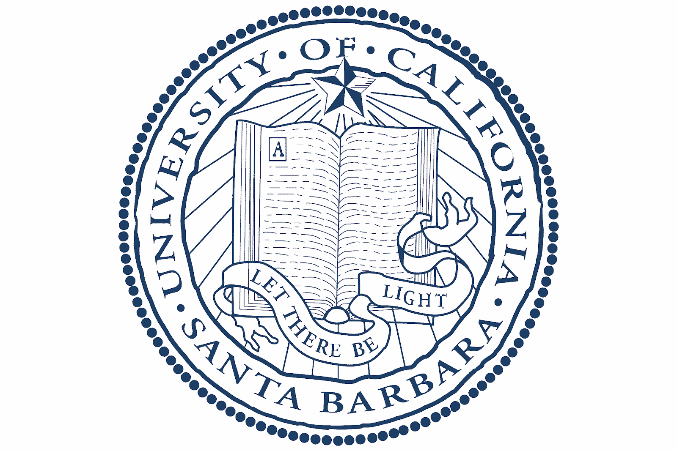 UNIVERSITY · OF · CALIFORNIA
· SANTA BARBARA ·
A
LET THERE BE
LIGHT